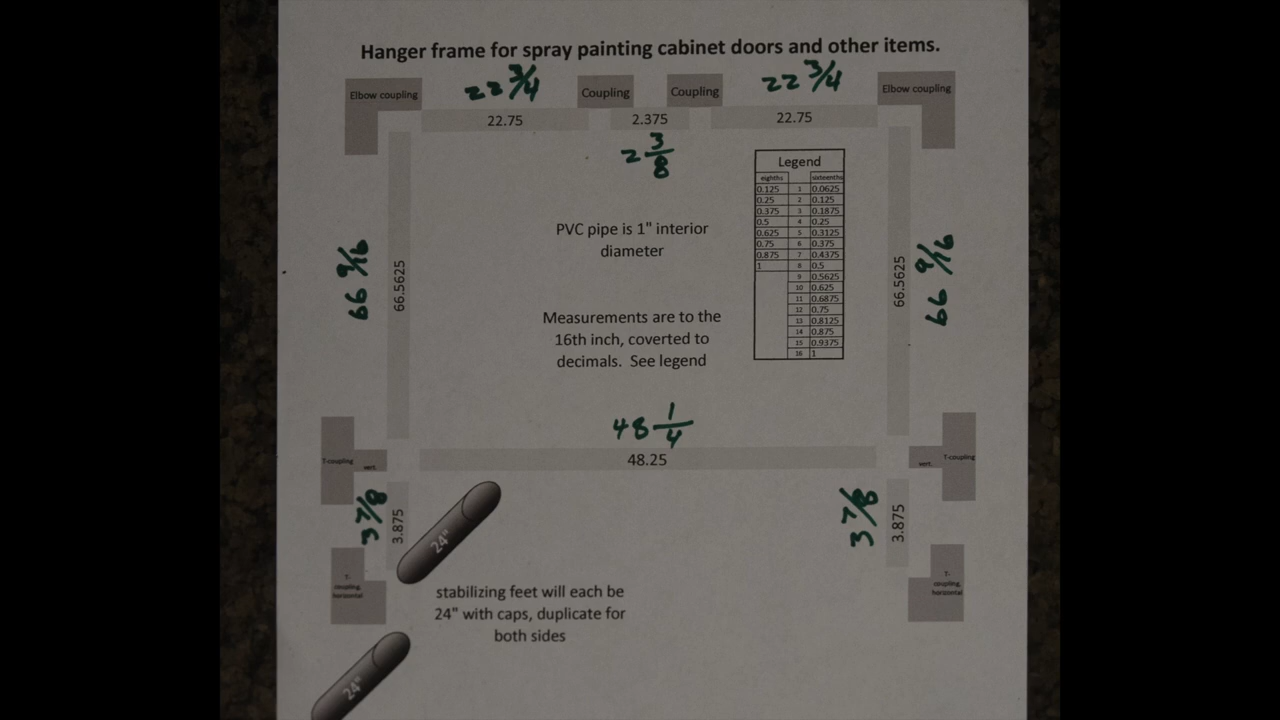 Hanger frame for spray painting cabinet doors and other items.
22 3/4
22 3/4
Elbow coupling
Coupling
Coupling
Elbow coupling
22.75
2.375
22.75
2 3/8
Legend
eighths sixteenths
0.125 1 0.0625
0.25 2 0.125
0.375 3 0.1875
0.5 4 0.25
0.625 5 0.3125
0.75 6 0.375
0.875 7 0.4375
1 8 0.5
9 0.5625
10 0.625
11 0.6875
12 0.75
13 0.8125
14 0.875
15 0.9375
16 1
PVC pipe is 1" interior
diameter
66 9/16
66.5625
66.5625
66 9/16
Measurements are to the
16th inch, coverted to
decimals. See legend
48 1/4
48.25
T-coupling
vert.
vert.
T-coupling
3 7/8
3.875
24"
3 7/8
3.875
T-
coupling,
horizontal
T-
coupling,
horizontal
stabilizing feet will each be
24" with caps, duplicate for
both sides
24"